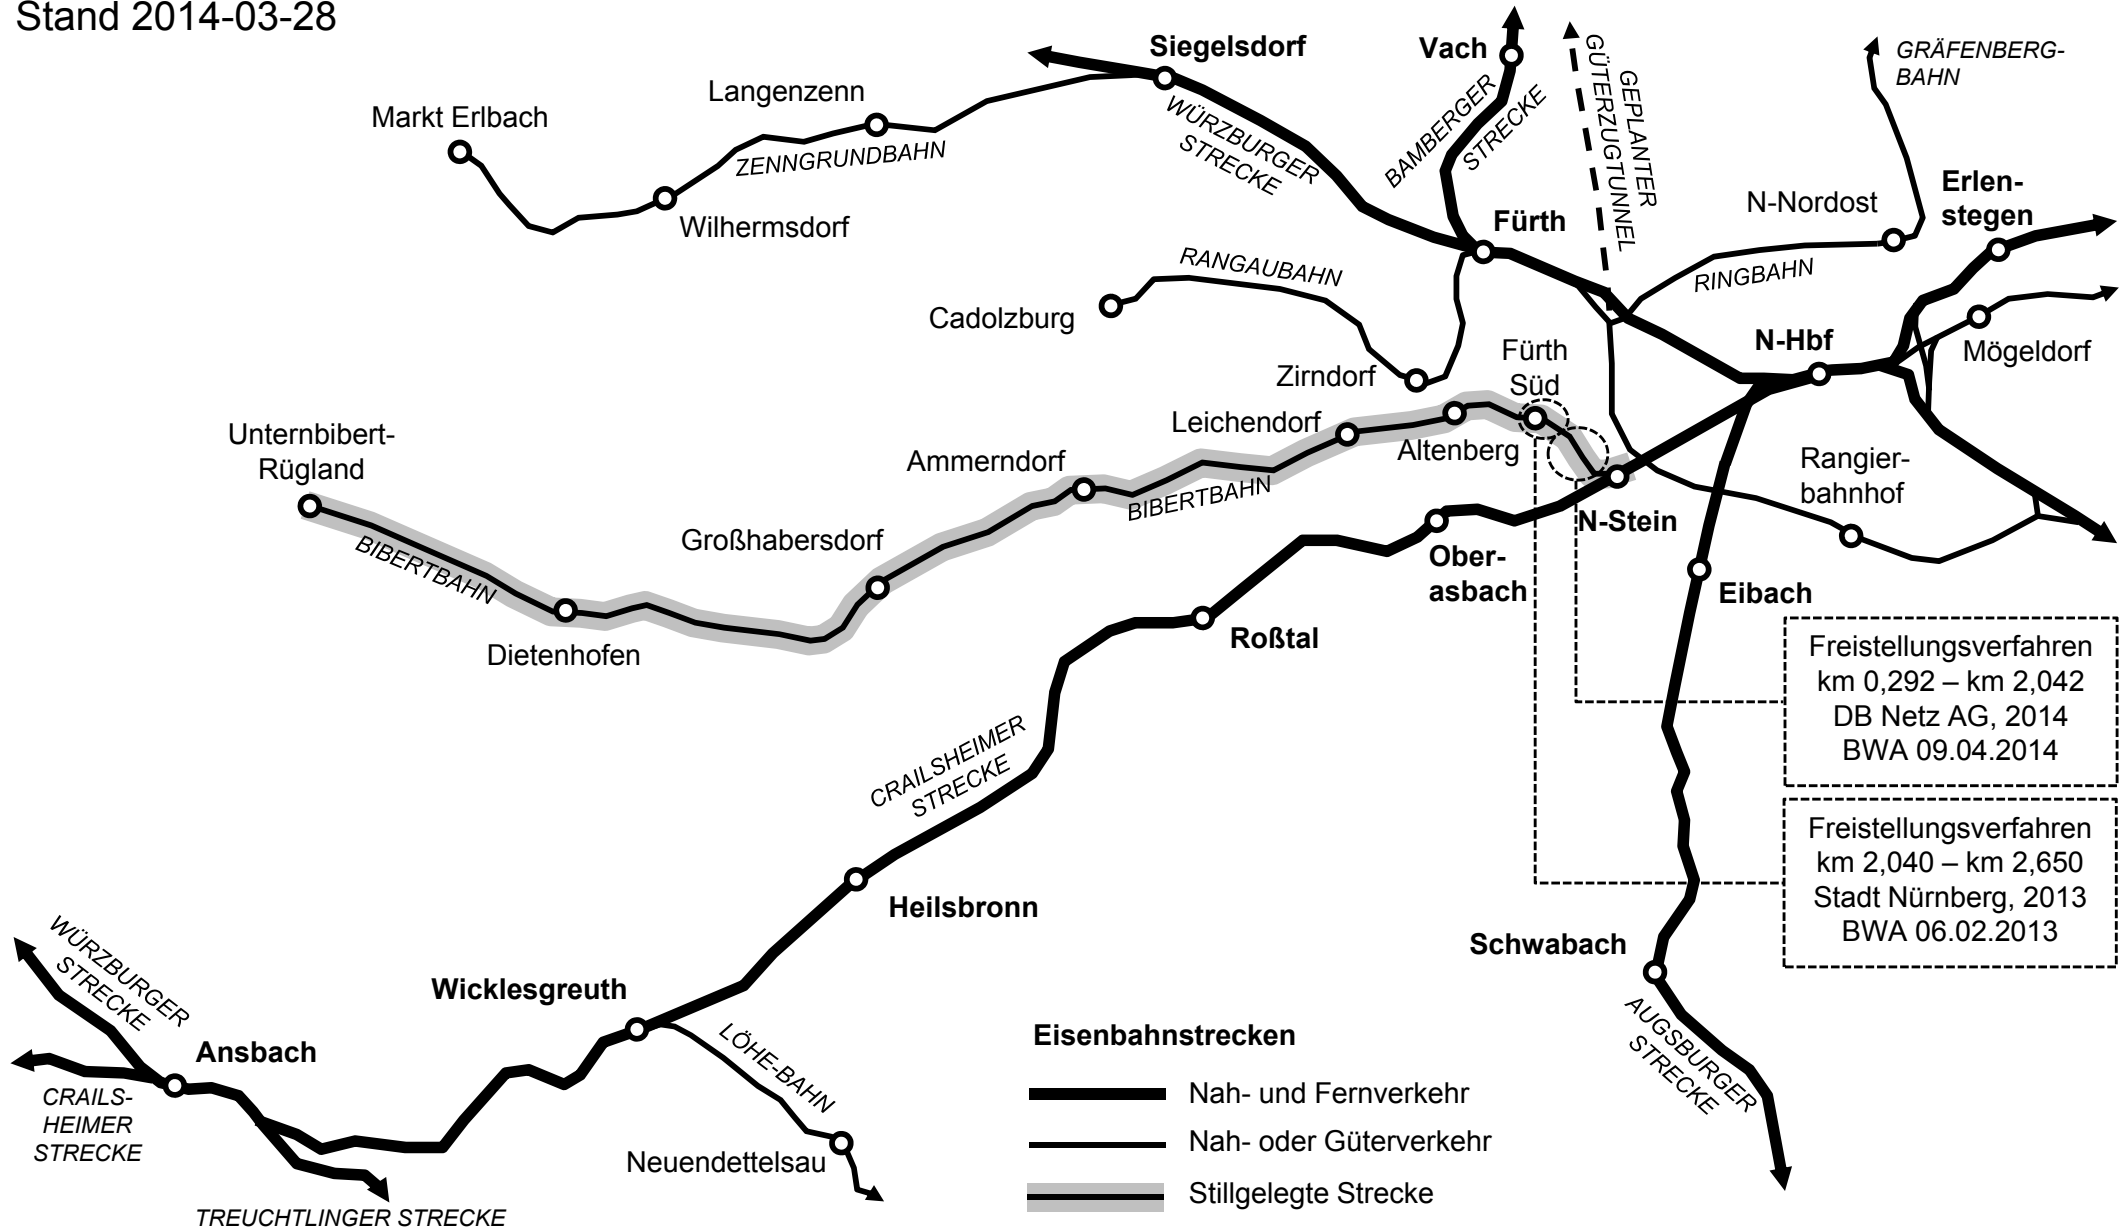 Stand 2014-03-28
Siegelsdorf
Vach
GRÄFENBERG-
BAHN
GEPLANTER
GÜTERZUGTUNNEL
Langenzenn
Markt Erlbach
WÜRZBURGER
STRECKE
BAMBERGER
STRECKE
ZENNGRUNDBAHN
Wilhermsdorf
Erlen-
stegen
N-Nordost
Fürth
RANGAUBAHN
RINGBAHN
Cadolzburg
N-Hbf
Mögeldorf
Fürth
Süd
Zirndorf
Leichendorf
Altenberg
Unternbibert-
Rügland
Ammerndorf
BIBERTBAHN
Rangier-
bahnhof
N-Stein
Großhabersdorf
BIBERTBAHN
Ober-
asbach
Eibach
Dietenhofen
Roßtal
Freistellungsverfahren
km 0,292 – km 2,042
DB Netz AG, 2014
BWA 09.04.2014
CRAILSHEIMER
STRECKE
Freistellungsverfahren
km 2,040 – km 2,650
Stadt Nürnberg, 2013
BWA 06.02.2013
Heilsbronn
Schwabach
WÜRZBURGER
STRECKE
Wicklesgreuth
AUGSBURGER
STRECKE
Ansbach
LÖHE-BAHN
CRAILS-
HEIMER
STRECKE
Neuendettelsau
TREUCHTLINGER STRECKE
Eisenbahnstrecken
Nah- und Fernverkehr
Nah- oder Güterverkehr
Stillgelegte Strecke